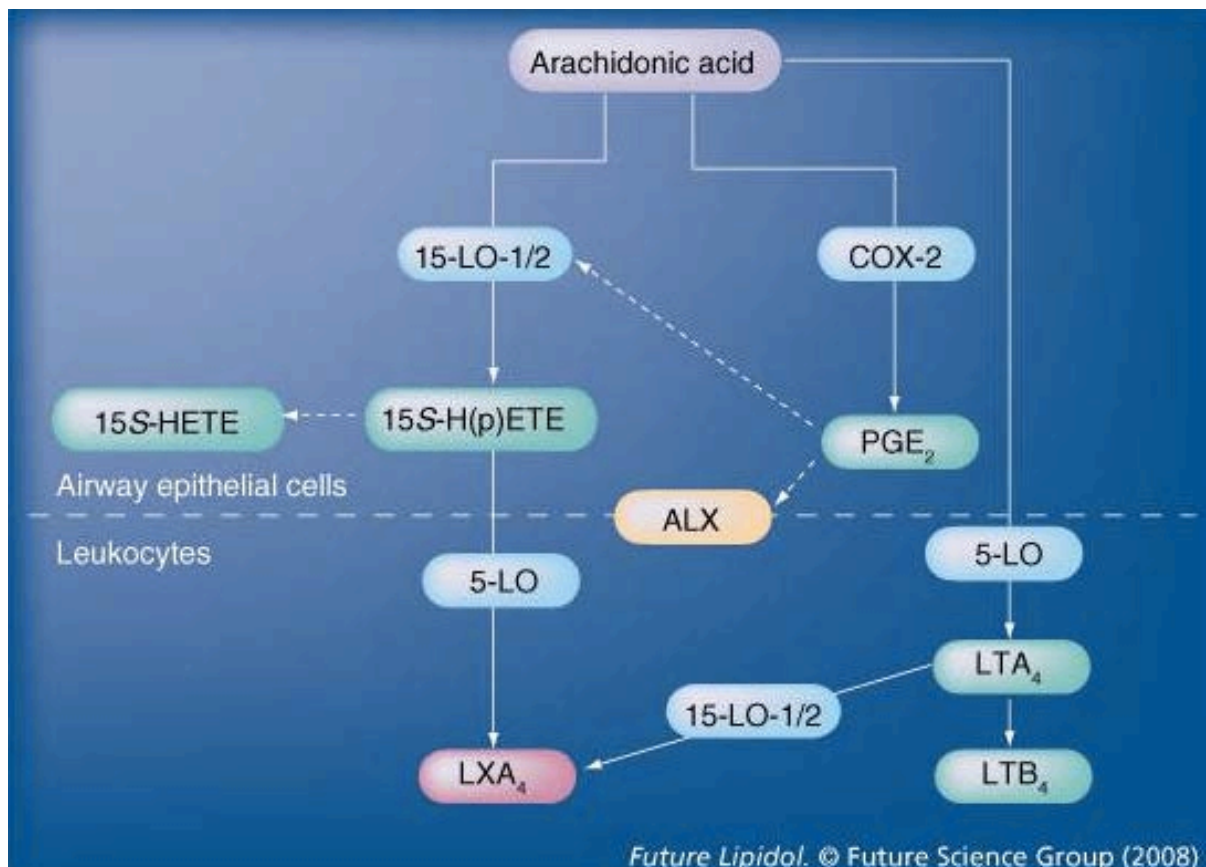 Arachidonic acid
15-LO-1/2
COX-2
15S-HETE
15S-H(p)ETE
PGE₂
Airway epithelial cells
ALX
Leukocytes
5-LO
5-LO
LTA₄
15-LO-1/2
LXA₄
LTB₄
Future Lipidol. © Future Science Group (2008)